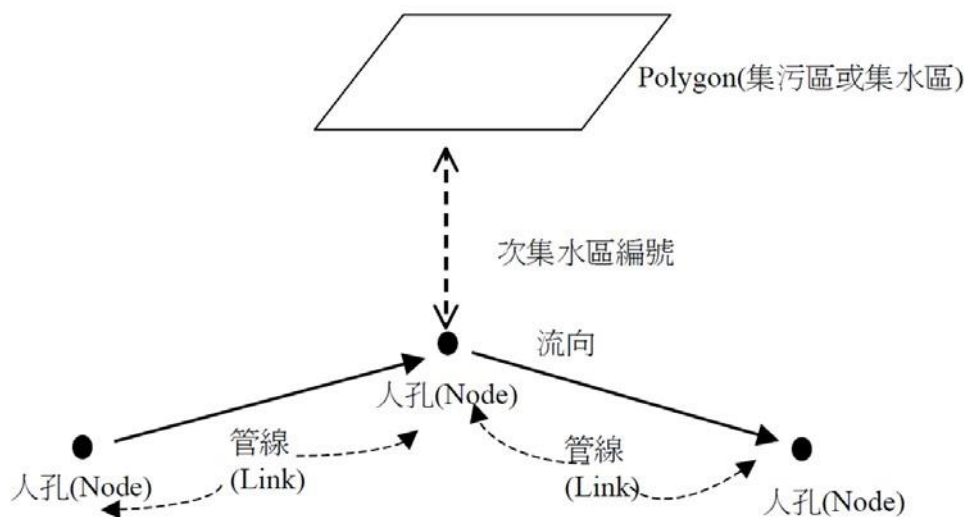 Polygon(集污區或集水區)
次集水區編號
流向
人孔(Node)
管線
(Link)
管線
(Link)
人孔(Node)
人孔(Node)